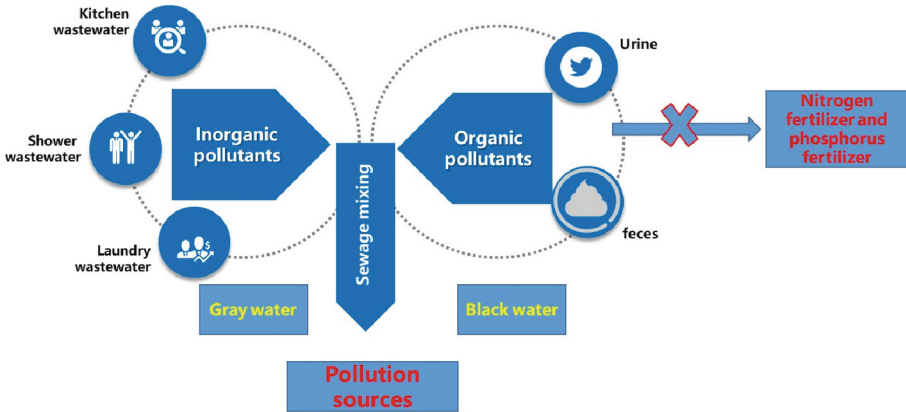 Kitchen
wastewater
Shower
wastewater
Laundry
wastewater
Inorganic
pollutants
Sewage mixing
Organic
pollutants
Urine
feces
Nitrogen
fertilizer and
phosphorus
fertilizer
Gray water
Black water
Pollution
sources